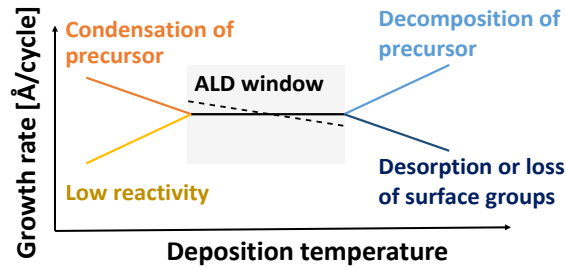 Growth rate [Å/cycle]
Condensation of
precursor
Low reactivity
ALD window
Decomposition of
precursor
Desorption or loss
of surface groups
Deposition temperature